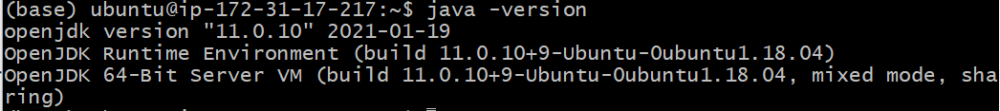 (base) ubuntu@ip-172-31-17-217:~$ java -version
openjdk version "11.0.10" 2021-01-19
OpenJDK Runtime Environment (build 11.0.10+9-Ubuntu-0ubuntu1.18.04)
OpenJDK 64-Bit Server VM (build 11.0.10+9-Ubuntu-0ubuntu1.18.04, mixed mode, sha
ring)